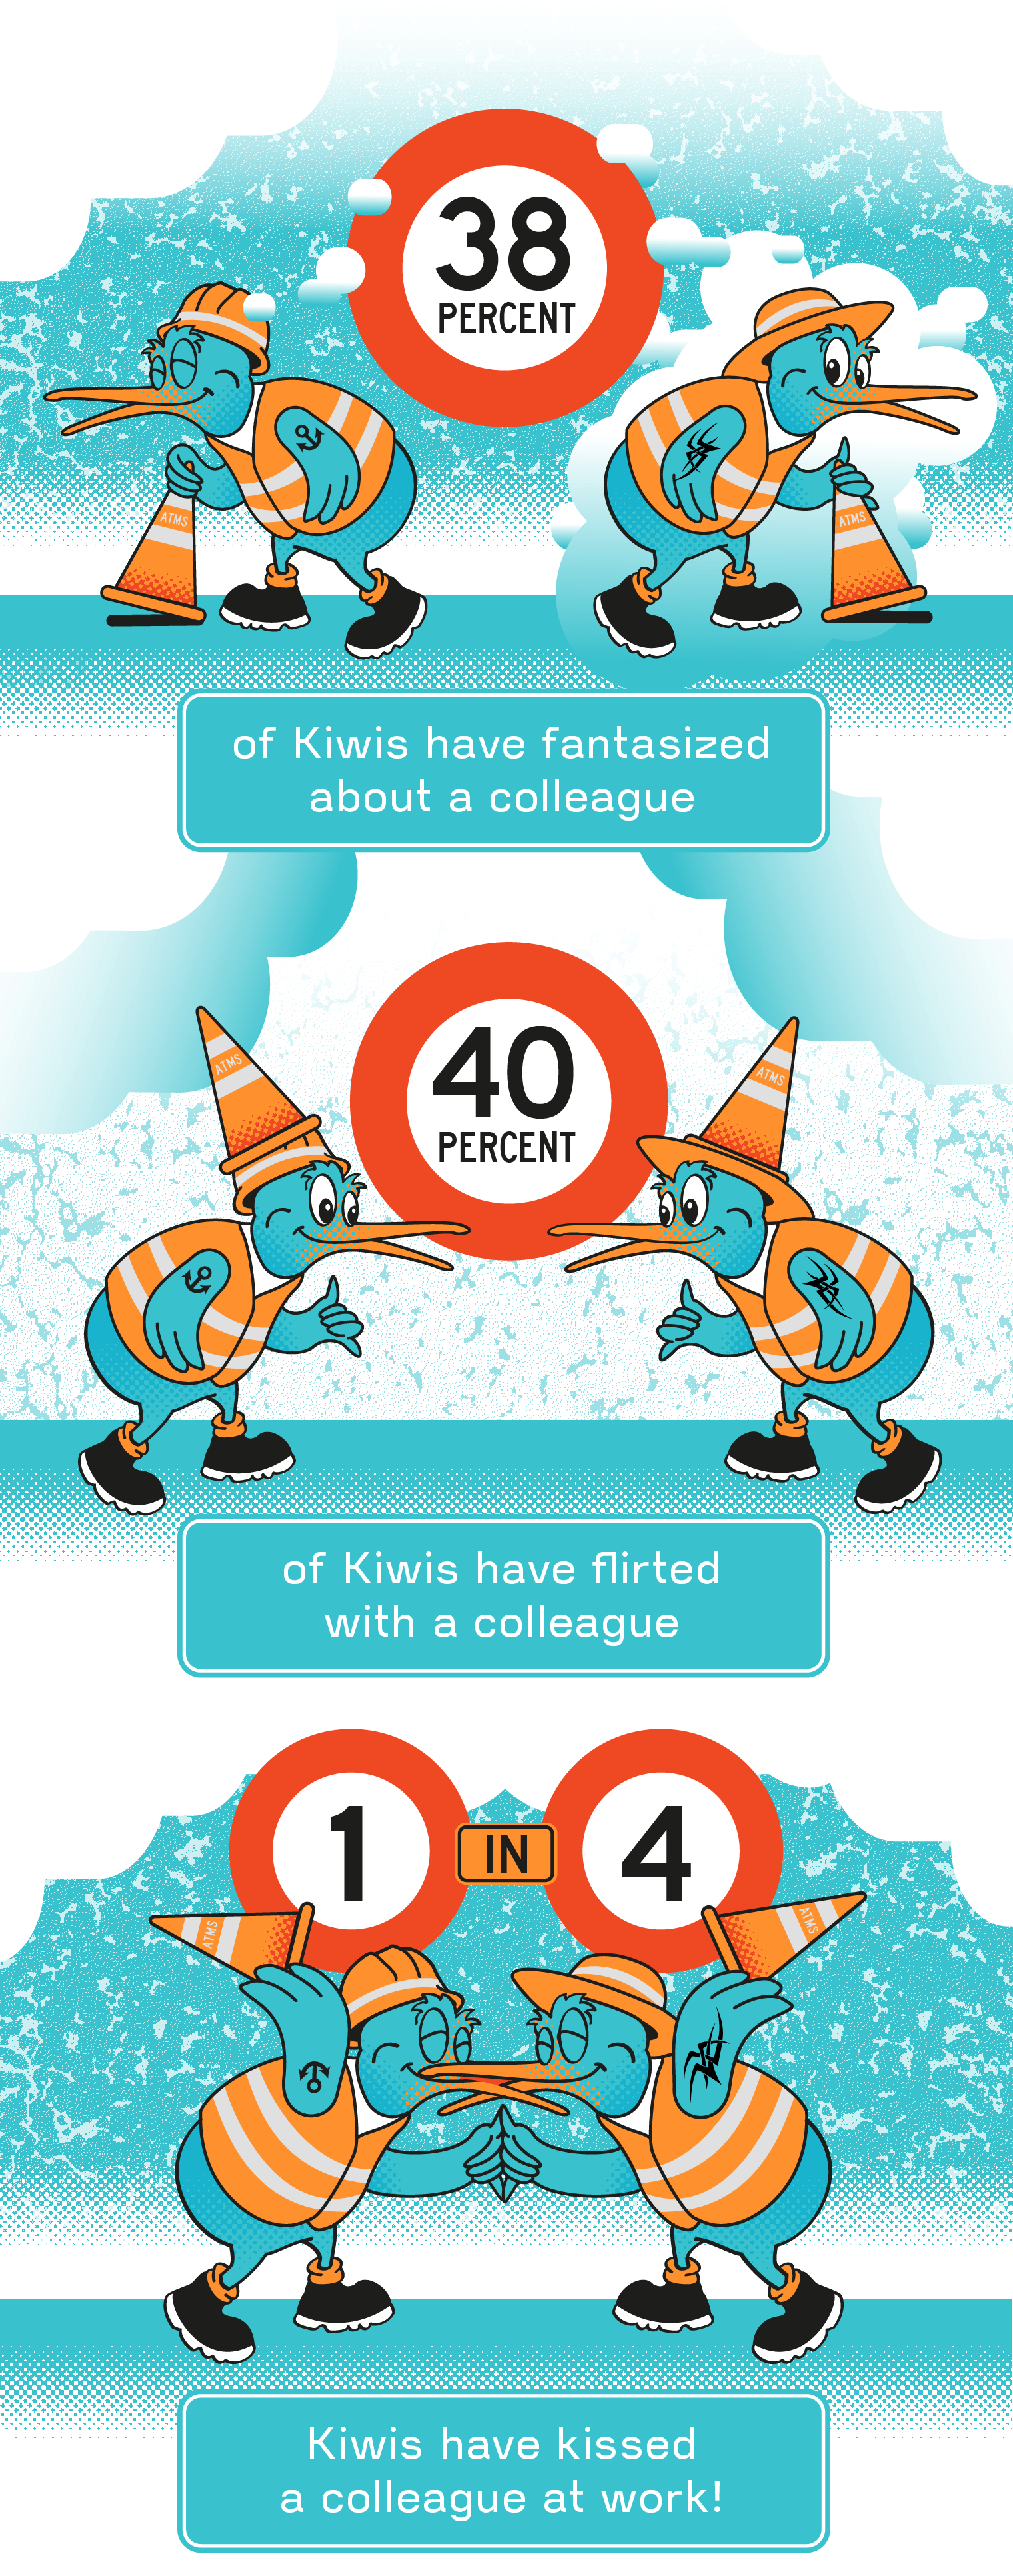 38
PERCENT
ATMS
ATMS
of Kiwis have fantasized
about a colleague
40
PERCENT
ATMS
ATMS
of Kiwis have flirted
with a colleague
1 IN 4
ATMS
ATMS
Kiwis have kissed
a colleague at work!